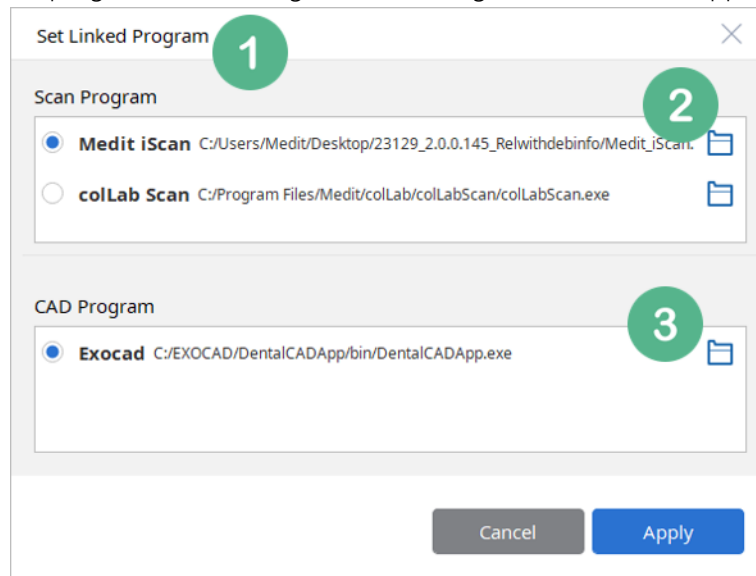 Set Linked Program
1
Scan Program
2
Medit iScan C:/Users/Medit/Desktop/23129_2.0.0.145_Relwithdebinfo/Medit_iScan.
colLab Scan C:/Program Files/Medit/colLab/colLabScan/colLabScan.exe
CAD Program
3
Exocad C:/EXOCAD/DentalCADApp/bin/DentalCADApp.exe
Cancel Apply